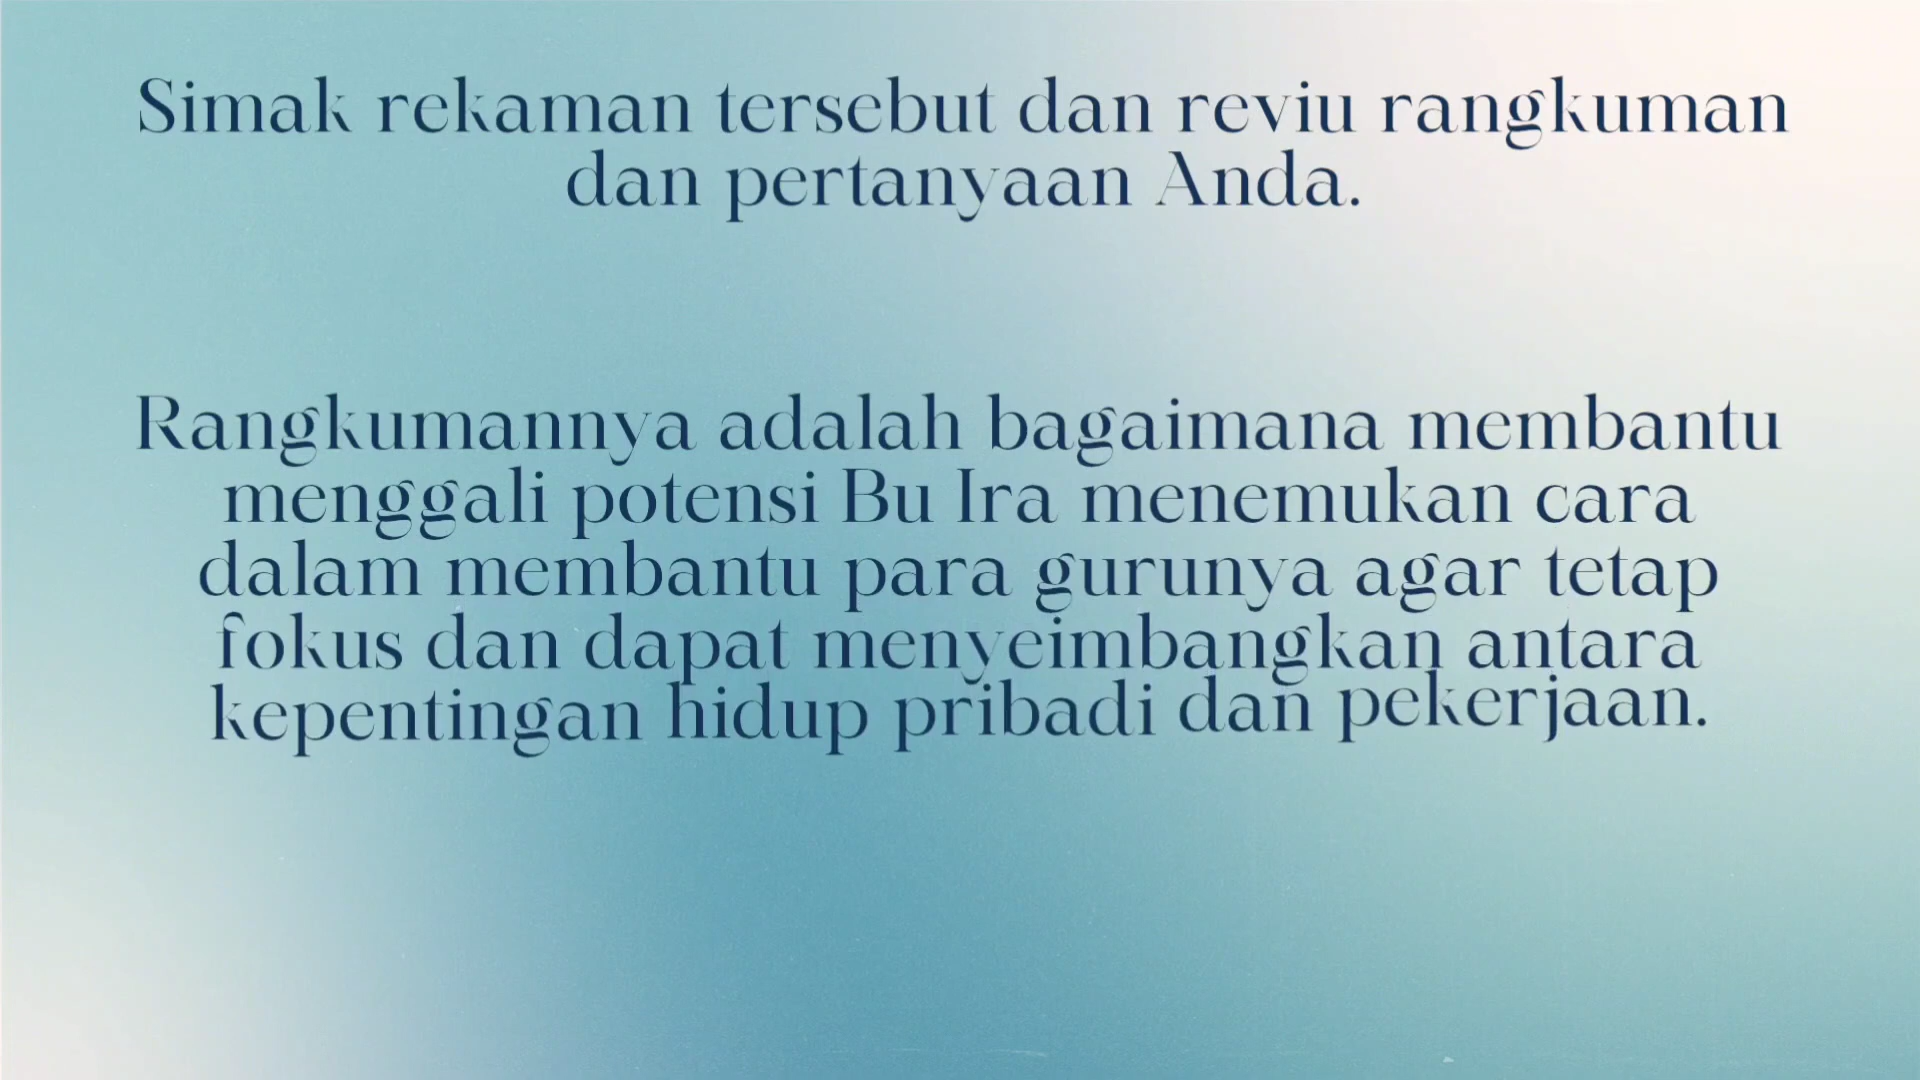 Simak rekaman tersebut dan reviu rangkuman
dan pertanyaan Anda.
Rangkumannya adalah bagaimana membantu
menggali potensi Bu Ira menemukan cara
dalam membantu para gurunya agar tetap
fokus dan dapat menyeimbangkan antara
kepentingan hidup pribadi dan pekerjaan.